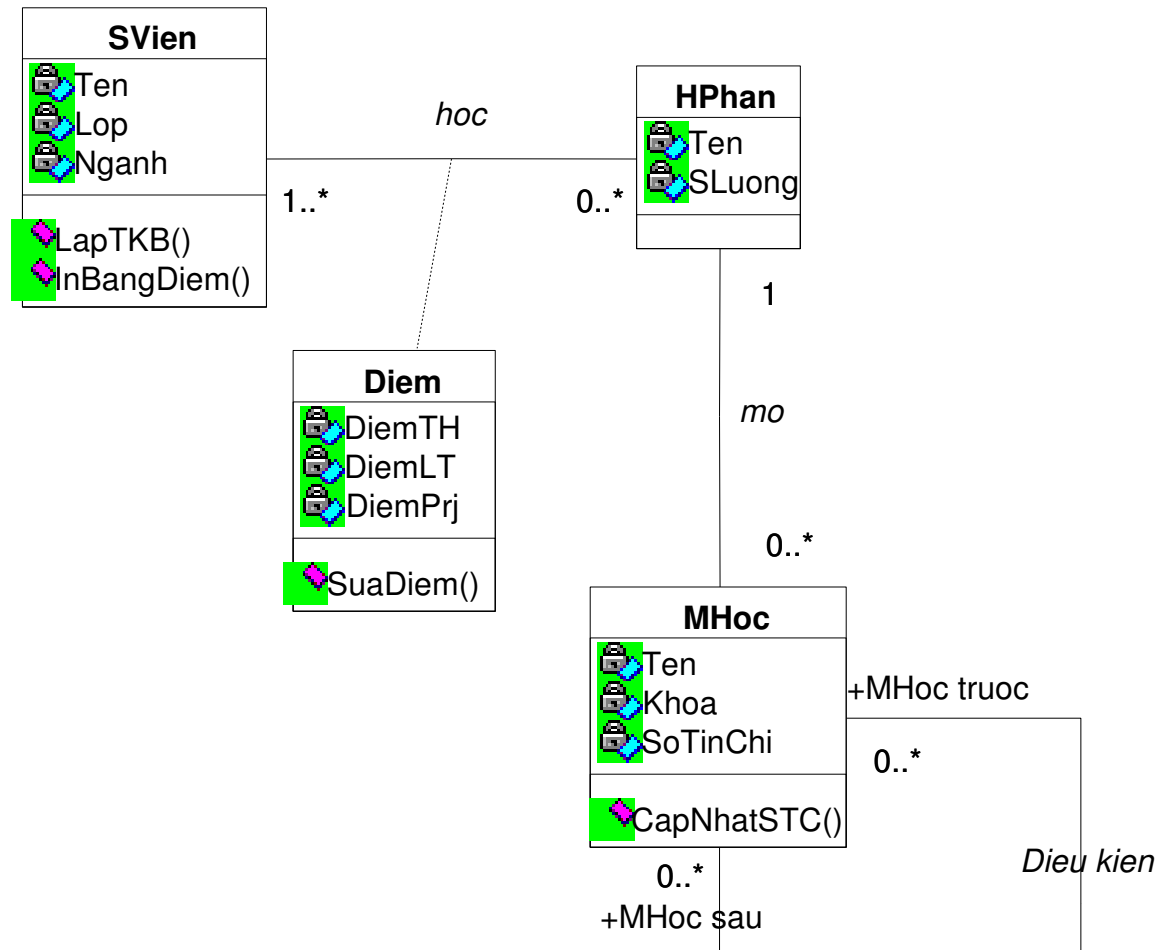 SVien
Ten
Lop
Nganh
LapTKB()
InBangDiem()
hoc
1..*
0..*
HPhan
Ten
SLuong
1
mo
0..*
Diem
DiemTH
DiemLT
DiemPrj
SuaDiem()
MHoc
Ten
Khoa
SoTinChi
CapNhatSTC()
+MHoc truoc
0..*
Dieu kien
0..*
+MHoc sau